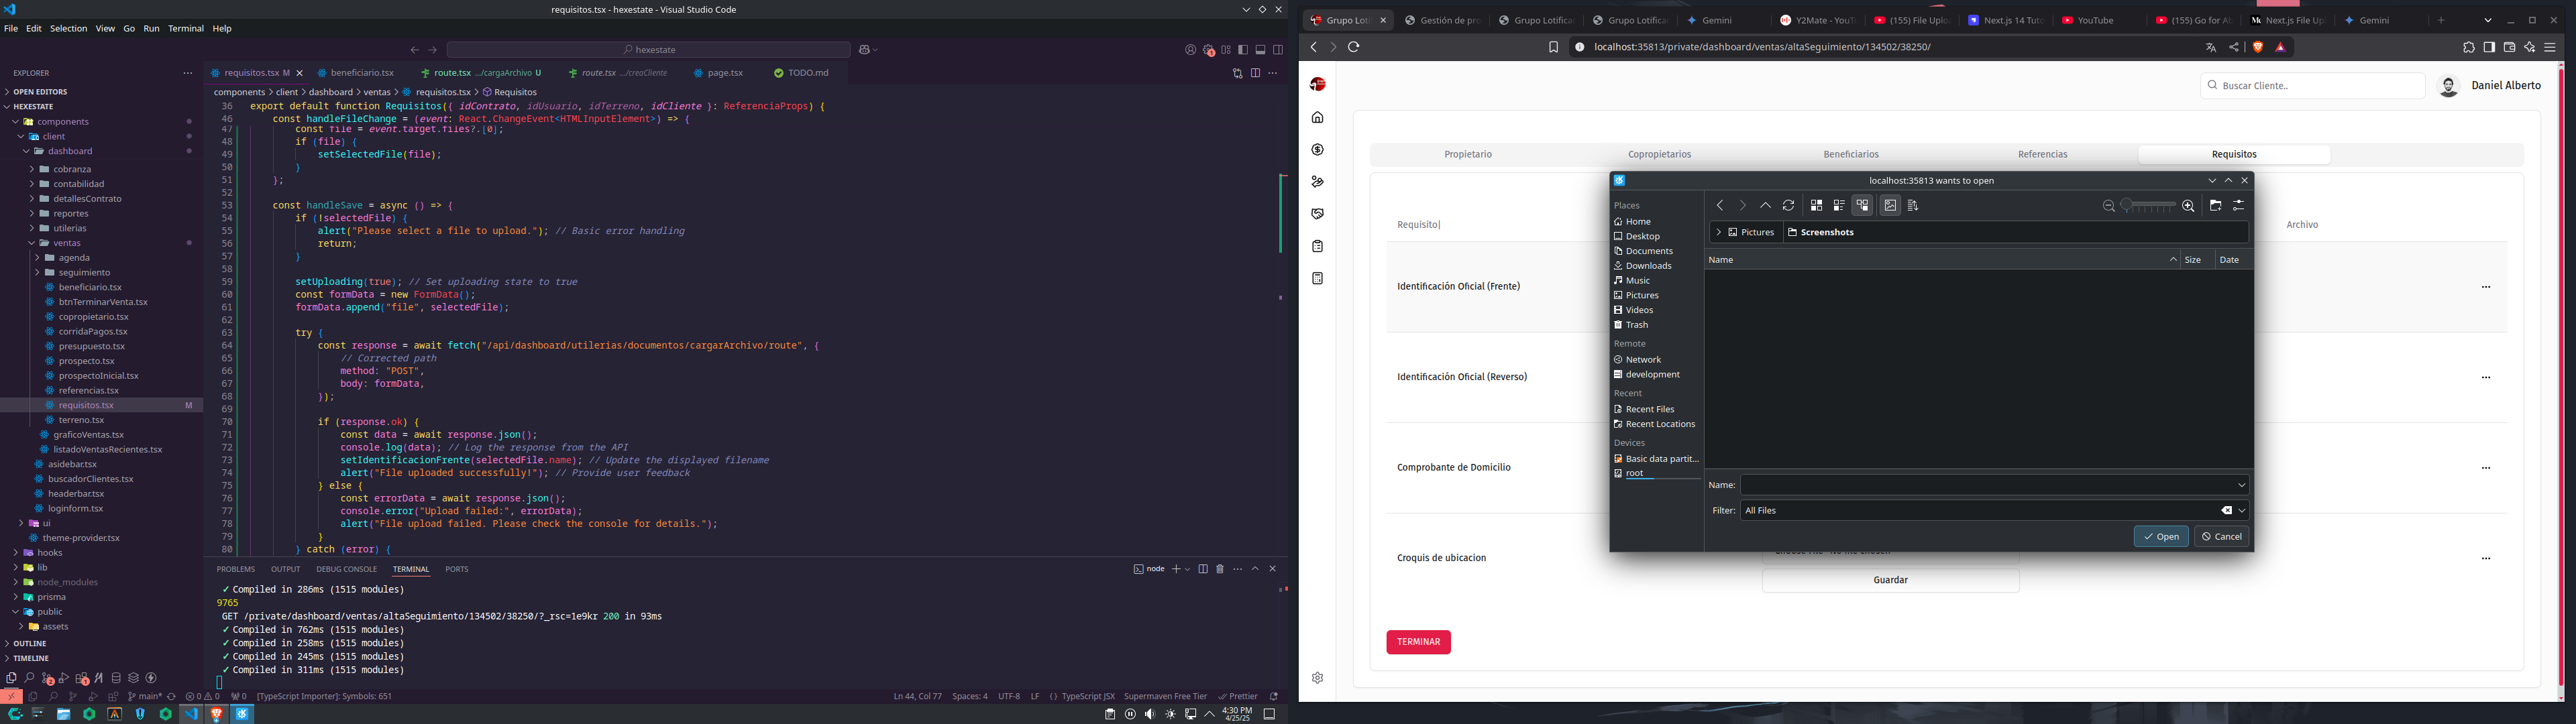 requisitos.tsx - hexestate - Visual Studio Code
File Edit Selection View Go Run Terminal Help
hexestate
EXPLORER
OPEN EDITORS
HEXESTATE
components
client
dashboard
cobranza
contabilidad
detallesContrato
reportes
utilerias
ventas
agenda
seguimiento
beneficiario.tsx
btnTerminarVenta.tsx
copropietario.tsx
corridaPagos.tsx
presupuesto.tsx
prospecto.tsx
prospectoInicial.tsx
referencias.tsx
requisitos.tsx M
terreno.tsx
graficoVentas.tsx
listadoVentasRecientes.tsx
asidebar.tsx
buscadorClientes.tsx
headerbar.tsx
loginform.tsx
ui
theme-provider.tsx
hooks
lib
node_modules
prisma
public
assets
OUTLINE
TIMELINE
requisitos.tsx M
beneficiario.tsx
route.tsx .../cargaArchivo U
route.tsx .../creaCliente
page.tsx
TODO.md
components > client > dashboard > ventas > requisitos.tsx > Requisitos
36 export default function Requisitos({ idContrato, idUsuario, idTerreno, idCliente }: ReferenciaProps) {
46 const handleFileChange = (event: React.ChangeEvent<HTMLInputElement>) => {
47 const file = event.target.files?.[0];
48 if (file) {
49 setSelectedFile(file);
50 }
51 };
52
53 const handleSave = async () => {
54 if (!selectedFile) {
55 alert("Please select a file to upload."); // Basic error handling
56 return;
57 }
58
59 setUploading(true); // Set uploading state to true
60 const formData = new FormData();
61 formData.append("file", selectedFile);
62
63 try {
64 const response = await fetch("/api/dashboard/utilerias/documentos/cargarArchivo/route", {
65 // Corrected path
66 method: "POST",
67 body: formData,
68 });
69
70 if (response.ok) {
71 const data = await response.json();
72 console.log(data); // Log the response from the API
73 setIdentificacionFrente(selectedFile.name); // Update the displayed filename
74 alert("File uploaded successfully!"); // Provide user feedback
75 } else {
76 const errorData = await response.json();
77 console.error("Upload failed:", errorData);
78 alert("File upload failed. Please check the console for details.");
79 }
80 } catch (error) {
PROBLEMS OUTPUT DEBUG CONSOLE TERMINAL PORTS
node
✓ Compiled in 286ms (1515 modules)
9765
GET /private/dashboard/ventas/altaSeguimiento/134502/38250/?_rsc=1e9kr 200 in 93ms
✓ Compiled in 762ms (1515 modules)
✓ Compiled in 258ms (1515 modules)
✓ Compiled in 245ms (1515 modules)
✓ Compiled in 311ms (1515 modules)
main* 0 0 0 [TypeScript Importer]: Symbols: 651
Ln 44, Col 77 Spaces: 4 UTF-8 LF {} TypeScript JSX Supermaven Free Tier Prettier
4:30 PM
4/25/25
Grupo Loti
Gestión de pro
Grupo Lotifica
Grupo Lotifica
Gemini
Y2Mate - YouTu
(155) File Uplo
Next.js 14 Tuto
YouTube
(155) Go for Ab
Next.js File Up
Gemini
localhost:35813/private/dashboard/ventas/altaSeguimiento/134502/38250/
Buscar Cliente..
Daniel Alberto
Propietario Copropietarios Beneficiarios Referencias Requisitos
Requisito
Archivo
Identificación Oficial (Frente)
Identificación Oficial (Reverso)
Comprobante de Domicilio
Croquis de ubicacion
Guardar
TERMINAR
localhost:35813 wants to open
Places
Home
Desktop
Documents
Downloads
Music
Pictures
Videos
Trash
Remote
Network
development
Recent
Recent Files
Recent Locations
Devices
Basic data partit...
root
Pictures Screenshots
Name Size Date
Name:
Filter: All Files
Open Cancel